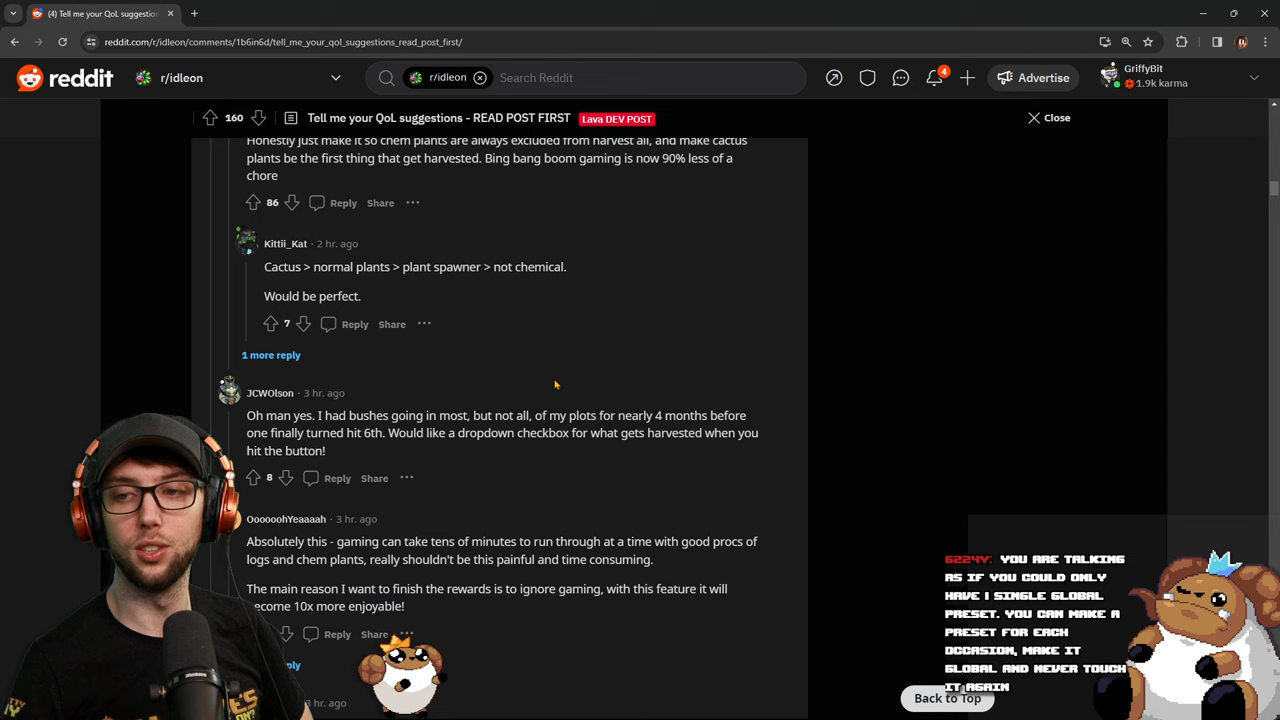 (4) Tell me your QoL suggestion
reddit.com/r/idleon/comments/1b6in6d/tell_me_your_qol_suggestions_read_post_first/
reddit
r/idleon
r/idleon
Search Reddit
4
Advertise
GriffyBit
1.9k karma
160
Tell me your QoL suggestions - READ POST FIRST
Lava DEV POST
Close
Honestly just make it so chem plants are always excluded from harvest all, and make cactus
plants be the first thing that get harvested. Bing bang boom gaming is now 90% less of a
chore
86
Reply
Share
Kittii_Kat · 2 hr. ago
Cactus > normal plants > plant spawner > not chemical.
Would be perfect.
7
Reply
Share
1 more reply
JCWOlson · 3 hr. ago
Oh man yes. I had bushes going in most, but not all, of my plots for nearly 4 months before
one finally turned hit 6th. Would like a dropdown checkbox for what gets harvested when you
hit the button!
8
Reply
Share
OooooohYeaaaah · 3 hr. ago
Absolutely this - gaming can take tens of minutes to run through at a time with good procs of
logs and chem plants, really shouldn't be this painful and time consuming.
The main reason I want to finish the rewards is to ignore gaming, with this feature it will
become 10x more enjoyable!
Reply
Share
3 hr. ago
6224Y: YOU ARE TALKING
AS IF YOU COULD ONLY
HAVE 1 SINGLE GLOBAL
PRESET. YOU CAN MAKE A
PRESET FOR EACH
OCCASION, MAKE IT
GLOBAL AND NEVER TOUCH
IT AGAIN
Back to Top